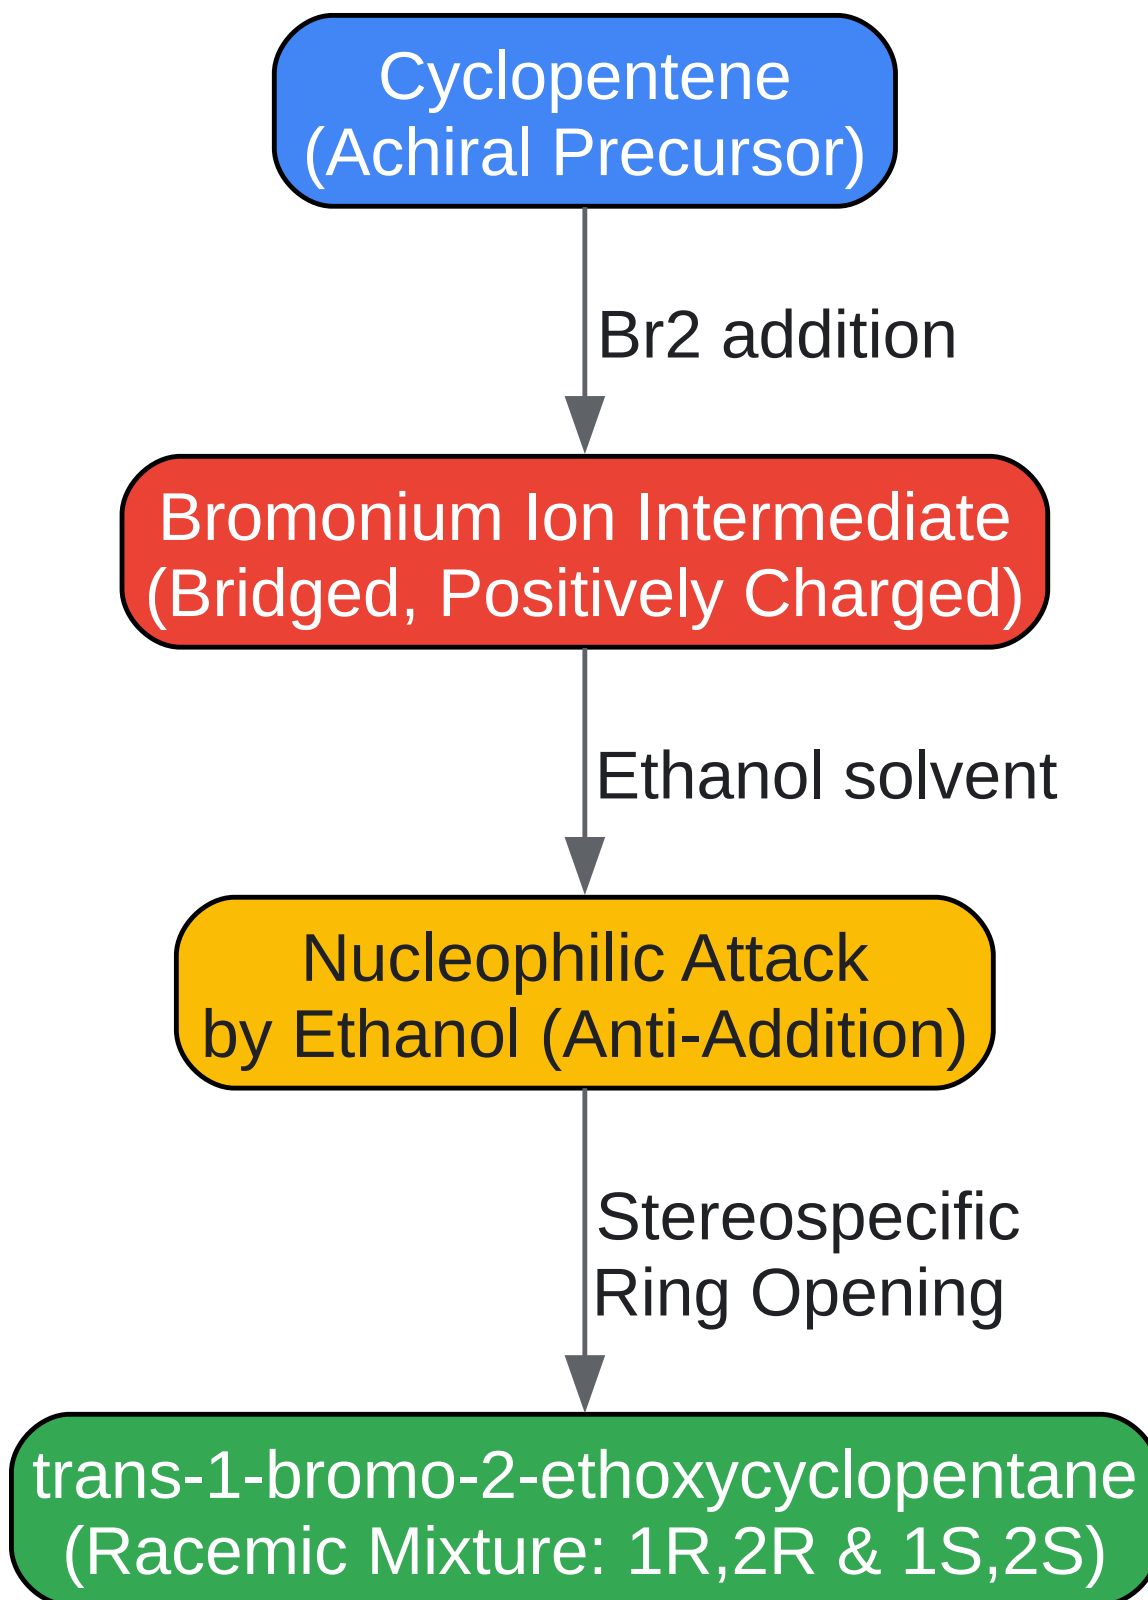 Cyclopentene
(Achiral Precursor)
Br2 addition
Bromonium Ion Intermediate
(Bridged, Positively Charged)
Ethanol solvent
Nucleophilic Attack
by Ethanol (Anti-Addition)
Stereospecific
Ring Opening
trans-1-bromo-2-ethoxycyclopentane
(Racemic Mixture: 1R,2R & 1S,2S)